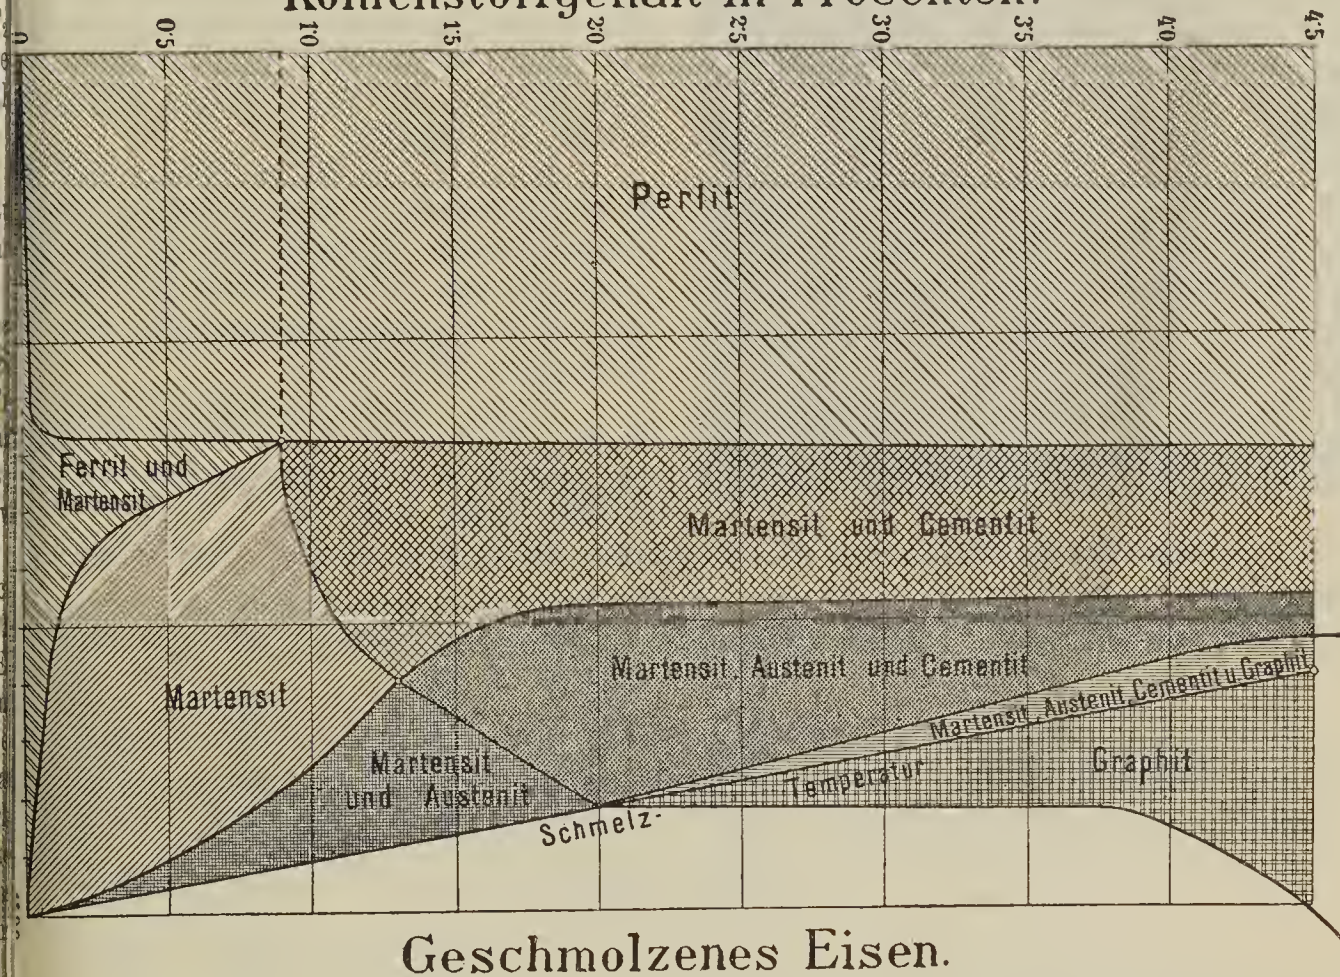 Kohlenstoffgehalt in Prozenten.
0 0'5 1'0 1'5 2'0 2'5 3'0 3'5 4'0 4'5
Perlit
Ferrit und
Martensit
Martensit und Cementit
Martensit, Austenit und Cementit
Martensit
Martensit, Austenit, Cementit u. Graphit
Martensit
und Austenit
Graphit
Temperatur
Schmelz-
Geschmolzenes Eisen.